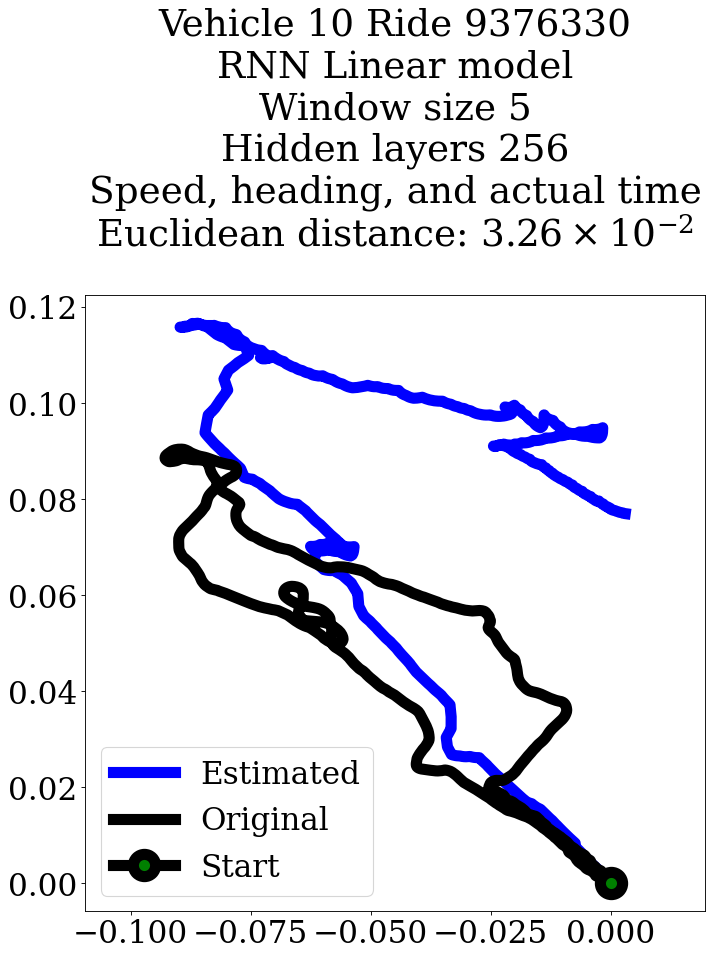 Vehicle 10 Ride 9376330
RNN Linear model
Window size 5
Hidden layers 256
Speed, heading, and actual time
Euclidean distance: 3.26 × 10⁻²
0.12
0.10
0.08
0.06
0.04
0.02
0.00
Estimated
Original
Start
−0.100 −0.075 −0.050 −0.025 0.000